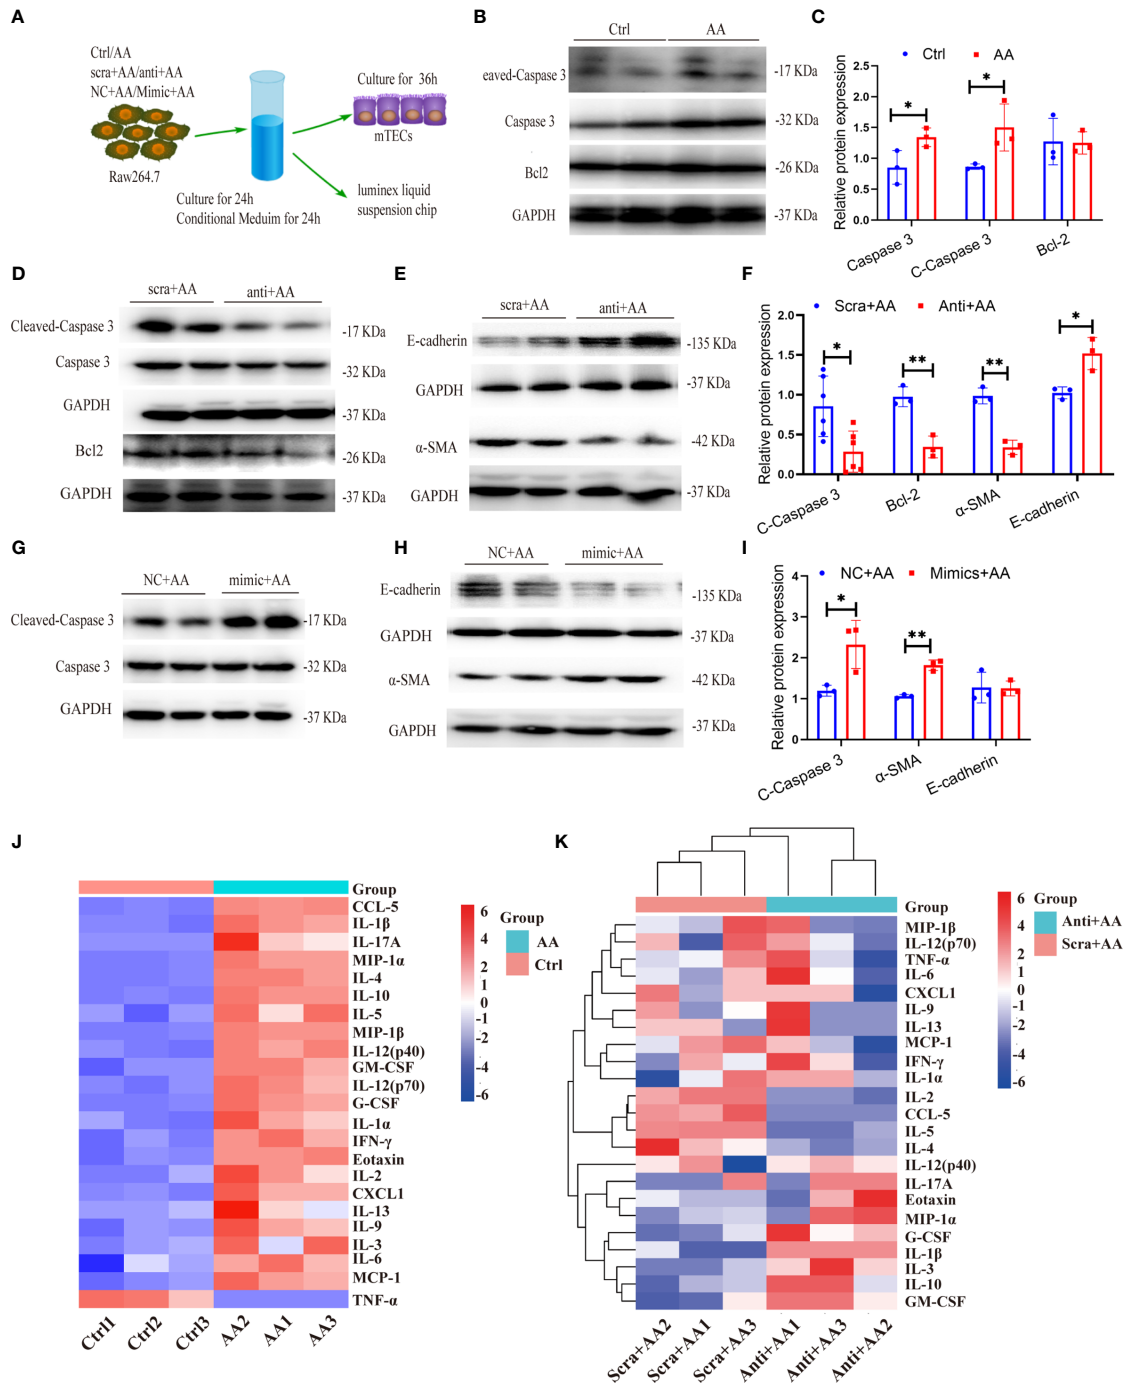 A
Ctrl/AA
scra+AA/anti+AA
NC+AA/Mimic+AA
Raw264.7
Culture for 24h
Conditional Meduim for 24h
Culture for 36h
mTECs
luminex liquid
suspension chip
B
Ctrl
AA
eaved-Caspase 3
-17 KDa
Caspase 3
-32 KDa
Bcl2
-26 KDa
GAPDH
-37 KDa
C
Ctrl
AA
Relative protein expression
2.0
1.5
1.0
0.5
0.0
*
*
Caspase 3
C-Caspase 3
Bcl-2
D
scra+AA
anti+AA
Cleaved-Caspase 3
-17 KDa
Caspase 3
-32 KDa
GAPDH
-37 KDa
Bcl2
-26 KDa
GAPDH
-37 KDa
E
scra+AA
anti+AA
E-cadherin
-135 KDa
GAPDH
-37 KDa
α-SMA
-42 KDa
GAPDH
-37 KDa
F
Scra+AA
Anti+AA
Relative protein expression
2.0
1.5
1.0
0.5
0.0
*
**
**
*
C-Caspase 3
Bcl-2
α-SMA
E-cadherin
G
NC+AA
mimic+AA
Cleaved-Caspase 3
-17 KDa
Caspase 3
-32 KDa
GAPDH
-37 KDa
H
NC+AA
mimic+AA
E-cadherin
-135 KDa
GAPDH
-37 KDa
α-SMA
-42 KDa
GAPDH
-37 KDa
I
NC+AA
Mimics+AA
Relative protein expression
4
3
2
1
0
*
**
C-Caspase 3
α-SMA
E-cadherin
J
Group
CCL-5
IL-1β
IL-17A
MIP-1α
IL-4
IL-10
IL-5
MIP-1β
IL-12(p40)
GM-CSF
IL-12(p70)
G-CSF
IL-1α
IFN-γ
Eotaxin
IL-2
CXCL1
IL-13
IL-9
IL-3
IL-6
MCP-1
TNF-α
Ctrl1
Ctrl2
Ctrl3
AA2
AA1
AA3
6
4
2
1
0
-1
-2
-4
-6
Group
AA
Ctrl
K
Group
MIP-1β
IL-12(p70)
TNF-α
IL-6
CXCL1
IL-9
IL-13
MCP-1
IFN-γ
IL-1α
IL-2
CCL-5
IL-5
IL-4
IL-12(p40)
IL-17A
Eotaxin
MIP-1α
G-CSF
IL-1β
IL-3
IL-10
GM-CSF
Scra+AA2
Scra+AA1
Scra+AA3
Anti+AA1
Anti+AA3
Anti+AA2
6
4
2
1
0
-1
-2
-4
-6
Group
Anti+AA
Scra+AA